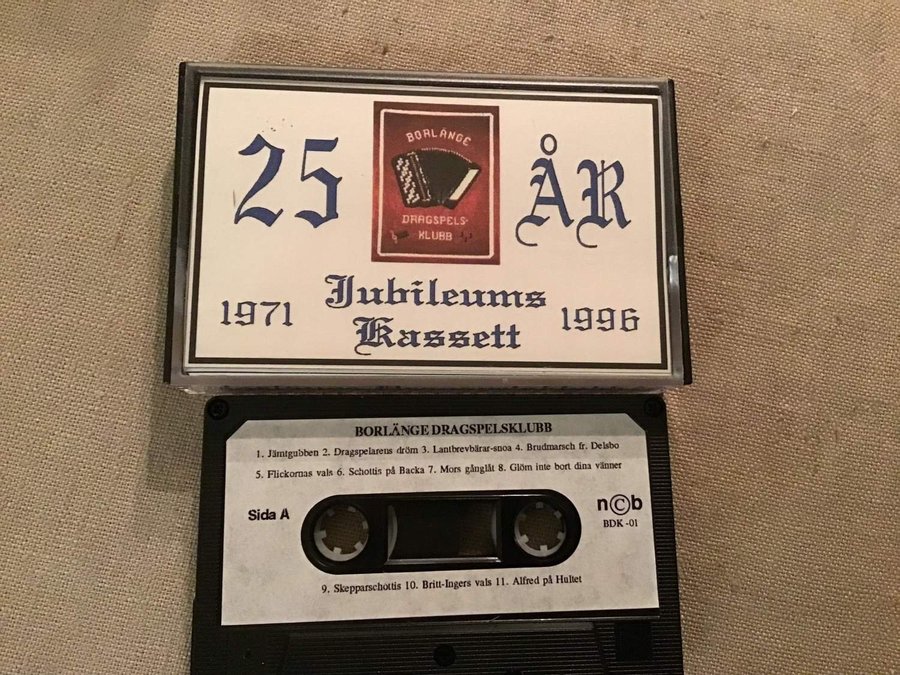 25 ÅR
BORLÄNGE
DRAGSPELS-
KLUBB
Jubileums
Kassett
1971
1996
BORLÄNGE DRAGSPELSKLUBB
1. Jämtgubben 2. Dragspelarens dröm 3. Lantbrevbärar-snoa 4. Brudmarsch fr. Delsbo
5. Flickornas vals 6. Schottis på Backa 7. Mors gånglåt 8. Glöm inte bort dina vänner
Sida A
n©b
BDK -01
9. Skepparschottis 10. Britt-Ingers vals 11. Alfred på Hultet